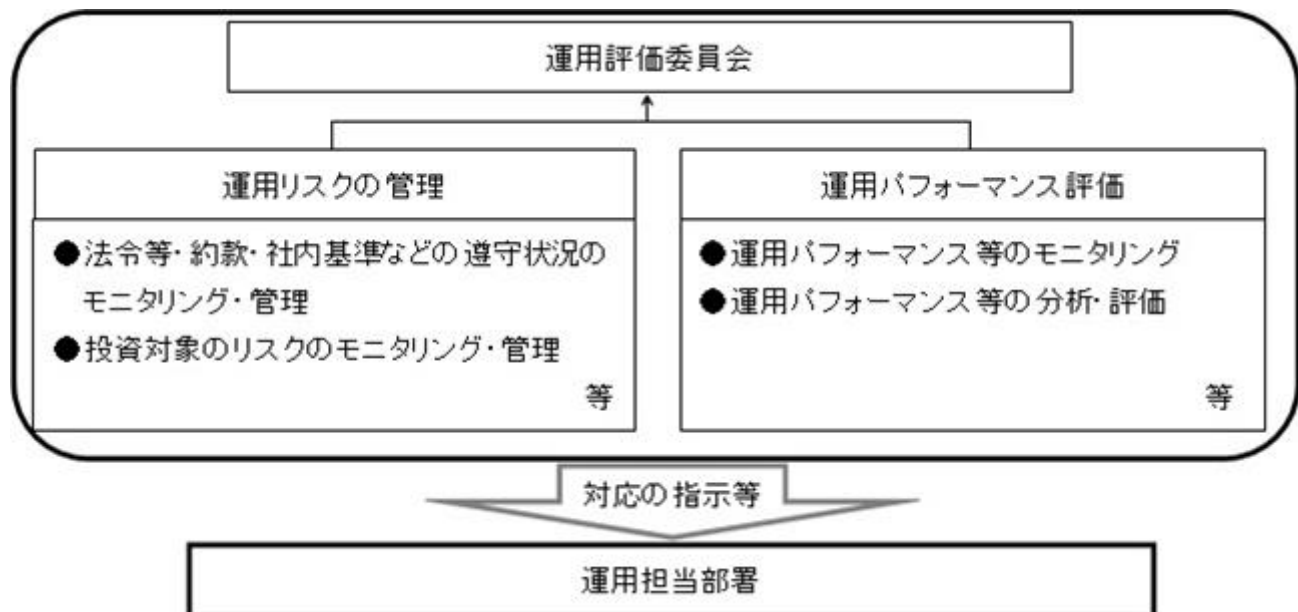 運用評価委員会
運用リスクの管理
●法令等・約款・社内基準などの遵守状況の
モニタリング・管理
●投資対象のリスクのモニタリング・管理
等
運用パフォーマンス評価
●運用パフォーマンス等のモニタリング
●運用パフォーマンス等の分析・評価
等
対応の指示等
運用担当部署